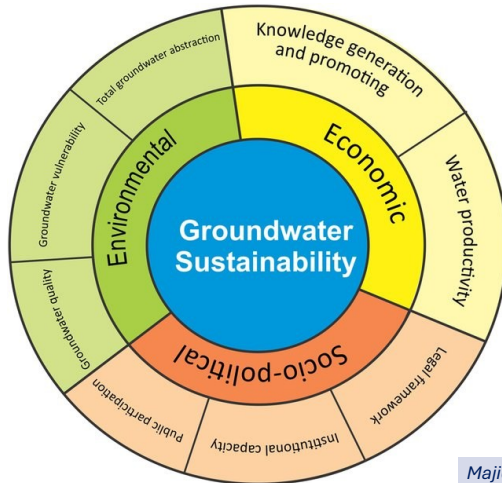 Groundwater
Sustainability
Environmental
Economic
Socio-political
Total groundwater abstraction
Groundwater vulnerability
Groundwater quality
Knowledge generation
and promoting
Water productivity
Legal framework
Institutional capacity
Public participation